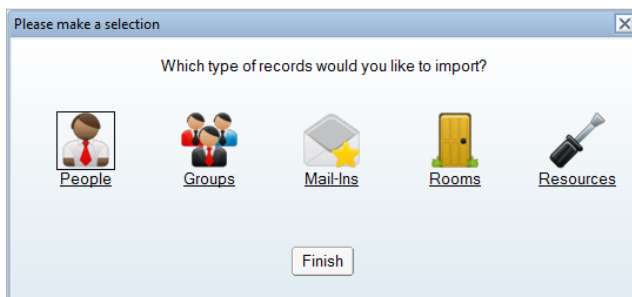 Please make a selection
Which type of records would you like to import?
People Groups Mail-Ins Rooms Resources
Finish